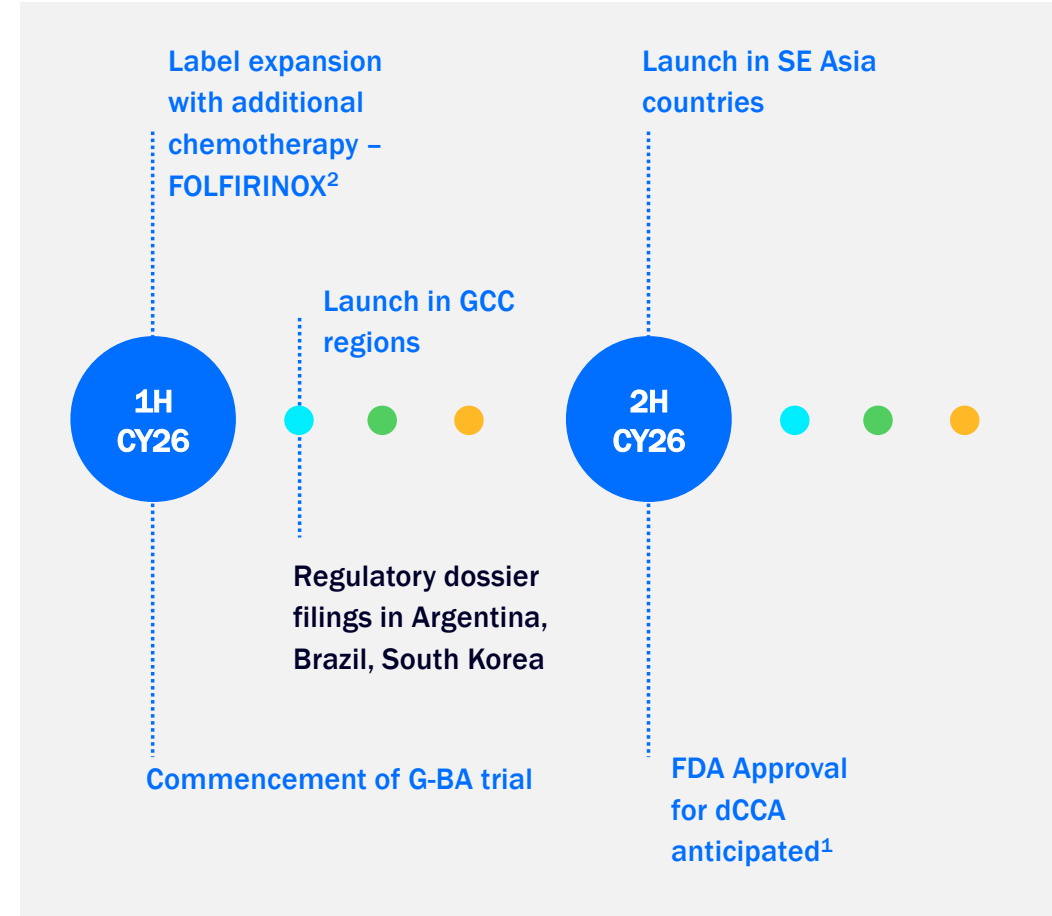 Label expansion
with additional
chemotherapy –
FOLFIRINOX²
Launch in GCC
regions
1H
CY26
Regulatory dossier
filings in Argentina,
Brazil, South Korea
Commencement of G-BA trial
Launch in SE Asia
countries
2H
CY26
FDA Approval
for dCCA
anticipated¹